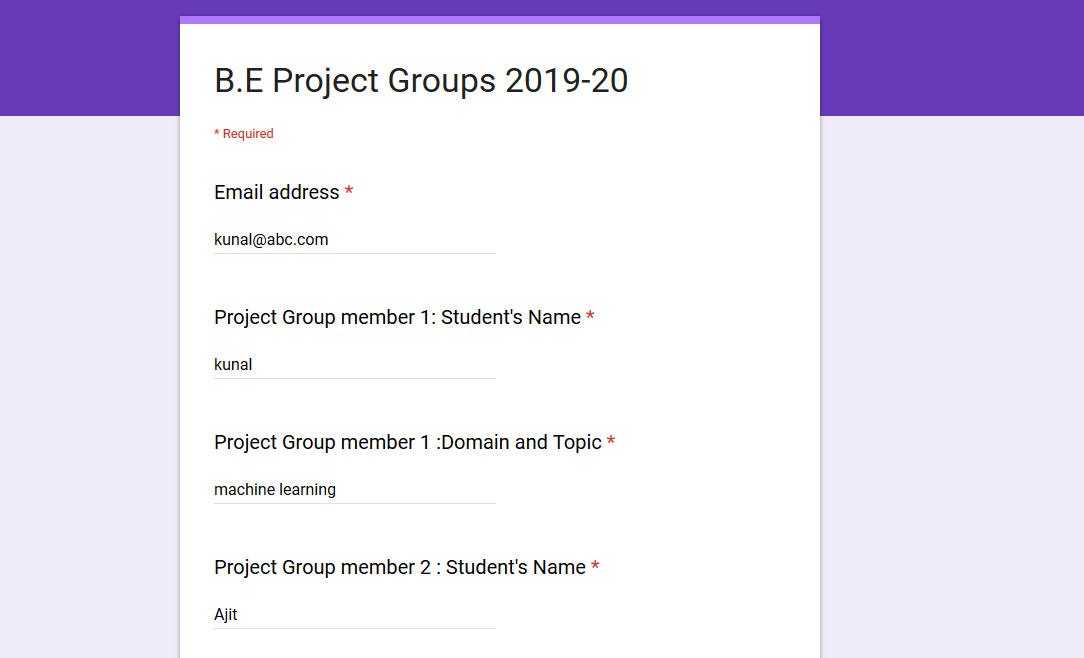 B.E Project Groups 2019-20
* Required
Email address *
kunal@abc.com
Project Group member 1: Student's Name *
kunal
Project Group member 1 :Domain and Topic *
machine learning
Project Group member 2 : Student's Name *
Ajit